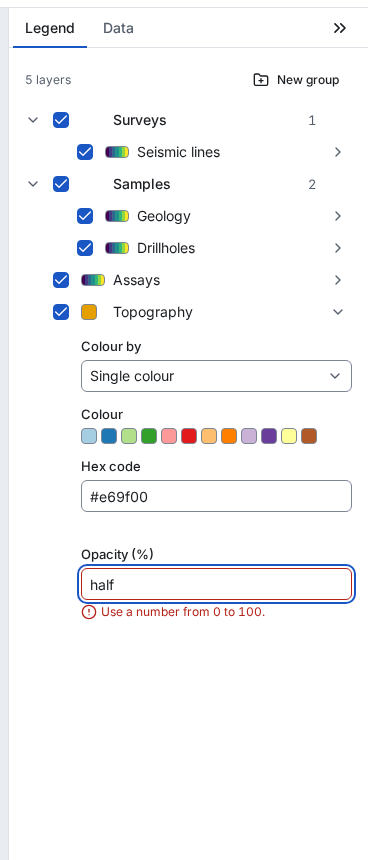 Legend Data
5 layers New group
Surveys 1
Seismic lines
Samples 2
Geology
Drillholes
Assays
Topography
Colour by
Single colour
Colour
Hex code
#e69f00
Opacity (%)
half
Use a number from 0 to 100.